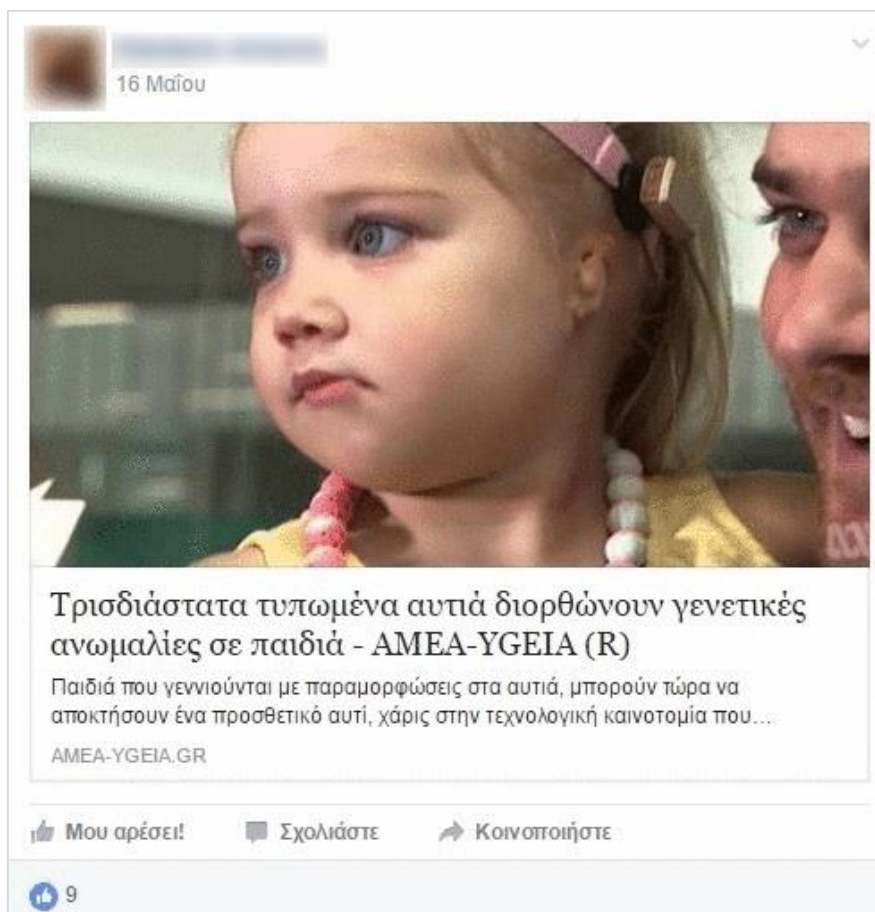 16 Μαΐου
Τρισδιάστατα τυπωμένα αυτιά διορθώνουν γενετικές
ανωμαλίες σε παιδιά - AMEA-YGEIA (R)
Παιδιά που γεννιούνται με παραμορφώσεις στα αυτιά, μπορούν τώρα να
αποκτήσουν ένα προσθετικό αυτί, χάρις στην τεχνολογική καινοτομία που...
AMEA-YGEIA.GR
Μου αρέσει! Σχολιάστε Κοινοποιήστε
9